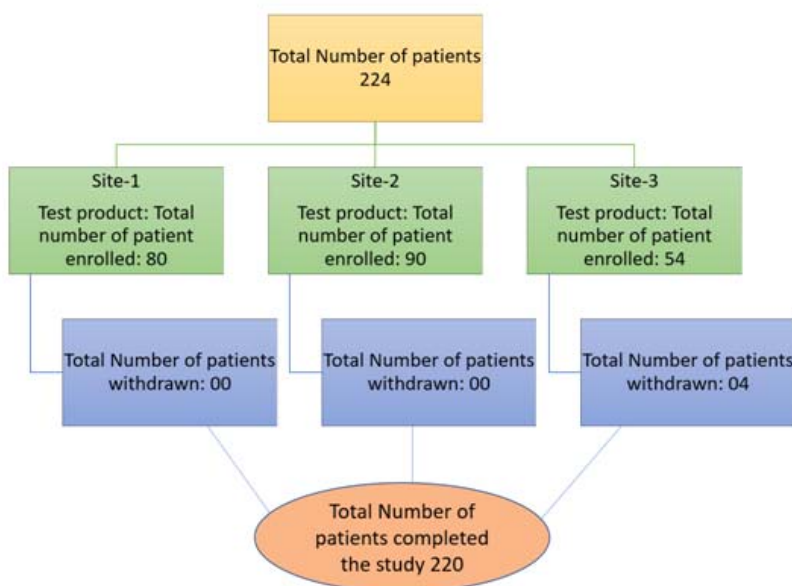 Total Number of patients
224
Site-1
Test product: Total
number of patient
enrolled: 80
Site-2
Test product: Total
number of patient
enrolled: 90
Site-3
Test product: Total
number of patient
enrolled: 54
Total Number of patients
withdrawn: 00
Total Number of patients
withdrawn: 00
Total Number of patients
withdrawn: 04
Total Number of
patients completed
the study 220